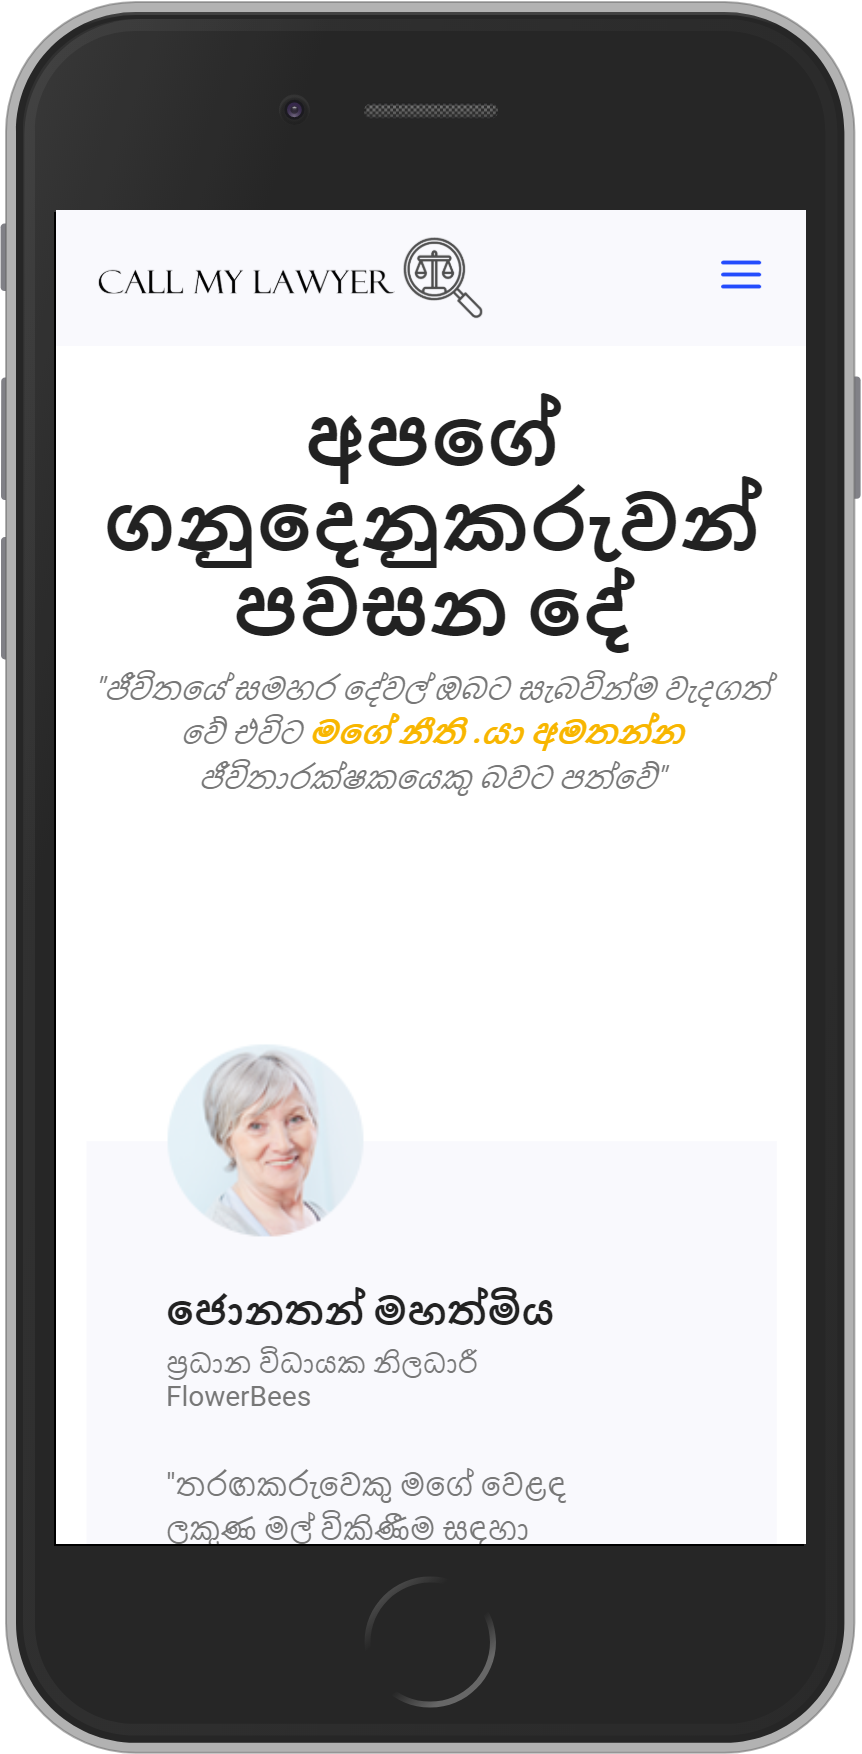 CALL MY LAWYER
අපගේ
ගනුදෙනුකරුවන්
පවසන දේ
"ජීවිතයේ සමහර දේවල් ඔබට සැබවින්ම වැදගත්
වේ එවිට මගේ නීති .යා අමතන්න
ජීවිතාරක්ෂකයෙකු බවට පත්වේ"
ජොනතන් මහත්මිය
ප්‍රධාන විධායක නිලධාරී
FlowerBees
"තරඟකරුවෙකු මගේ වෙළඳ
ලකුණ මල් විකිණීම සඳහා